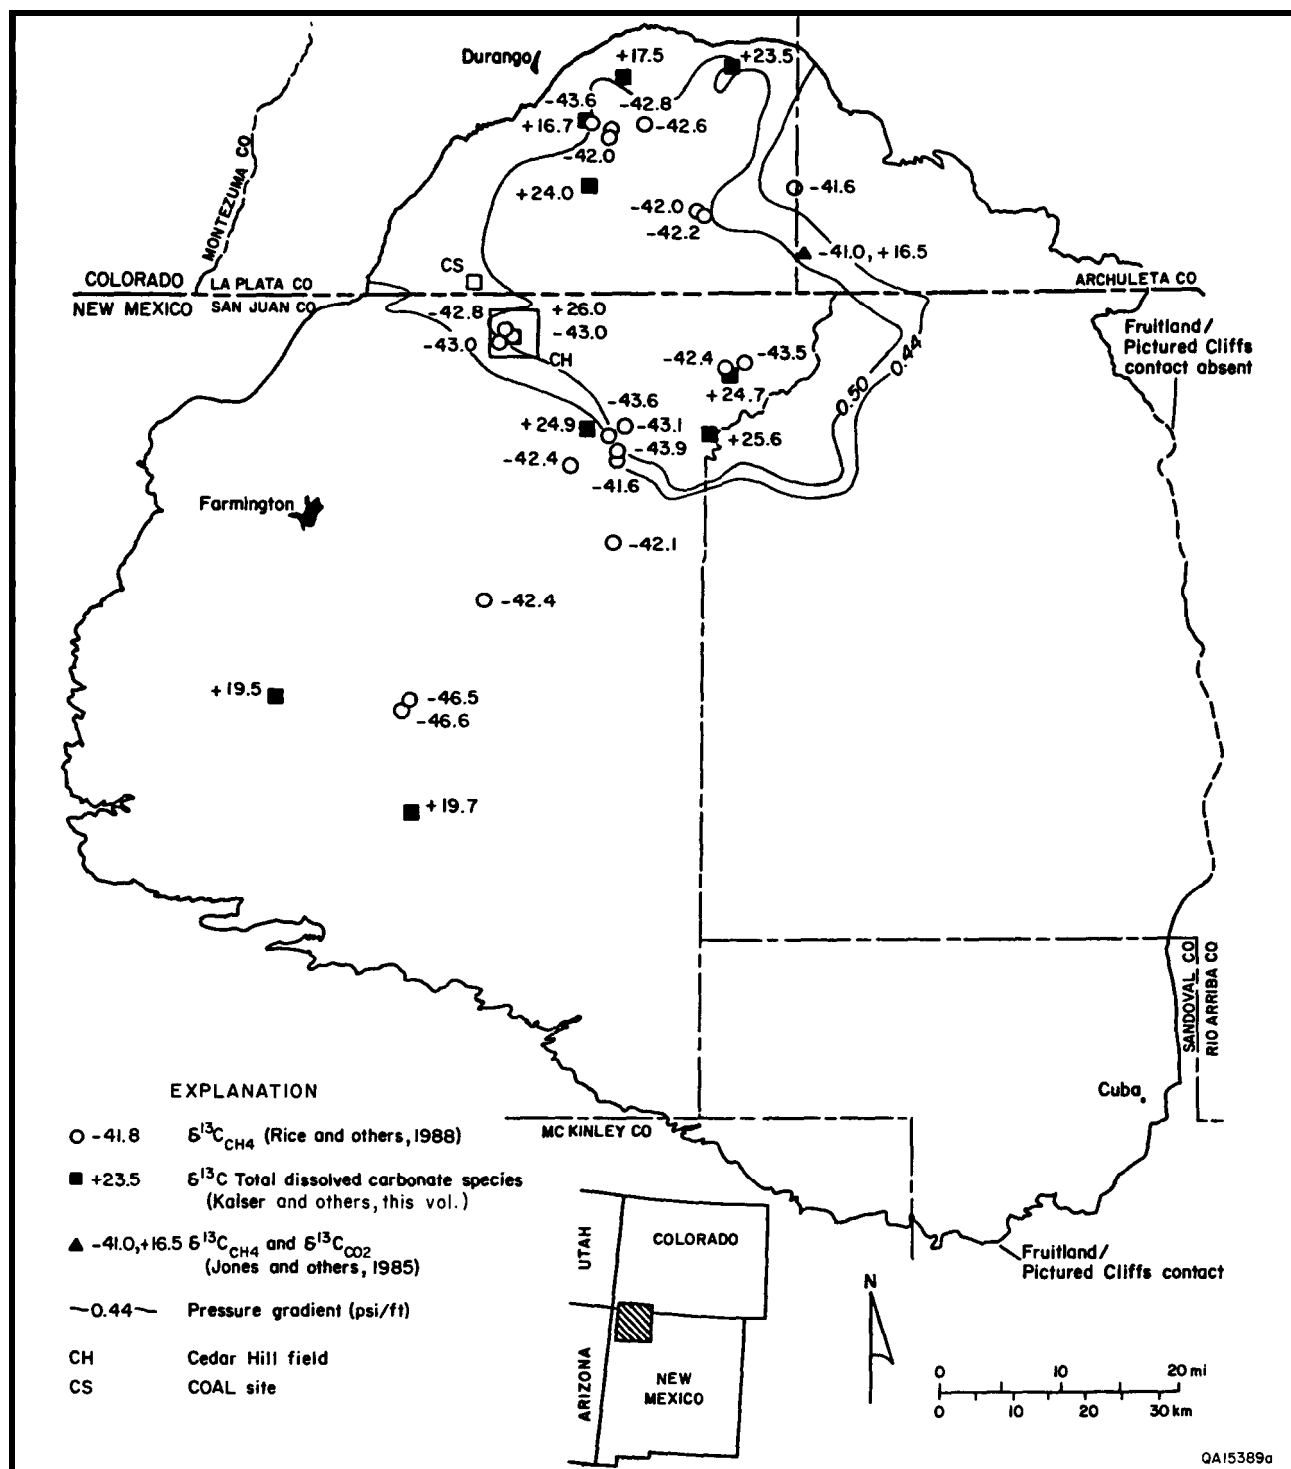 Durango
+17.5
+23.5
-43.6
-42.8
+16.7
-42.6
-42.0
+24.0
-41.6
-42.0
-42.2
MONTEZUMA CO
-41.0, +16.5
CS
COLORADO
LA PLATA CO
ARCHULETA CO
NEW MEXICO
SAN JUAN CO
-42.8
+26.0
-43.0
-43.0
CH
Fruitland/
Pictured Cliffs
contact absent
-42.4
-43.5
+24.7
0.50
0.44
-43.6
+24.9
-43.1
+25.6
-43.9
-42.4
-41.6
Farmington
-42.1
-42.4
+19.5
-46.5
-46.6
+19.7
SANDOVAL CO
RIO ARRIBA CO
Cuba
MC KINLEY CO
EXPLANATION
-41.8 δ13C CH4 (Rice and others, 1988)
+23.5 δ13C Total dissolved carbonate species
(Kaiser and others, this vol.)
-41.0,+16.5 δ13C CH4 and δ13C CO2
(Jones and others, 1985)
0.44 Pressure gradient (psi/ft)
CH Cedar Hill field
CS COAL site
UTAH
COLORADO
ARIZONA
NEW
MEXICO
Fruitland/
Pictured Cliffs contact
N
0 10 20 mi
0 10 20 30 km
QA15389a